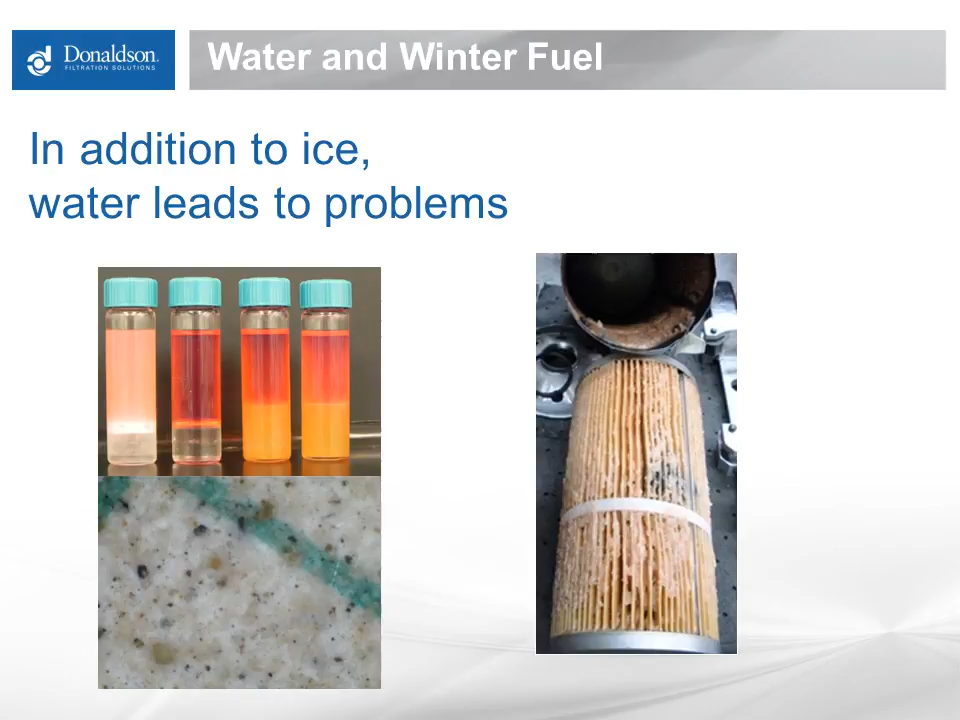 Donaldson.
FILTRATION SOLUTIONS
Water and Winter Fuel
In addition to ice,
water leads to problems